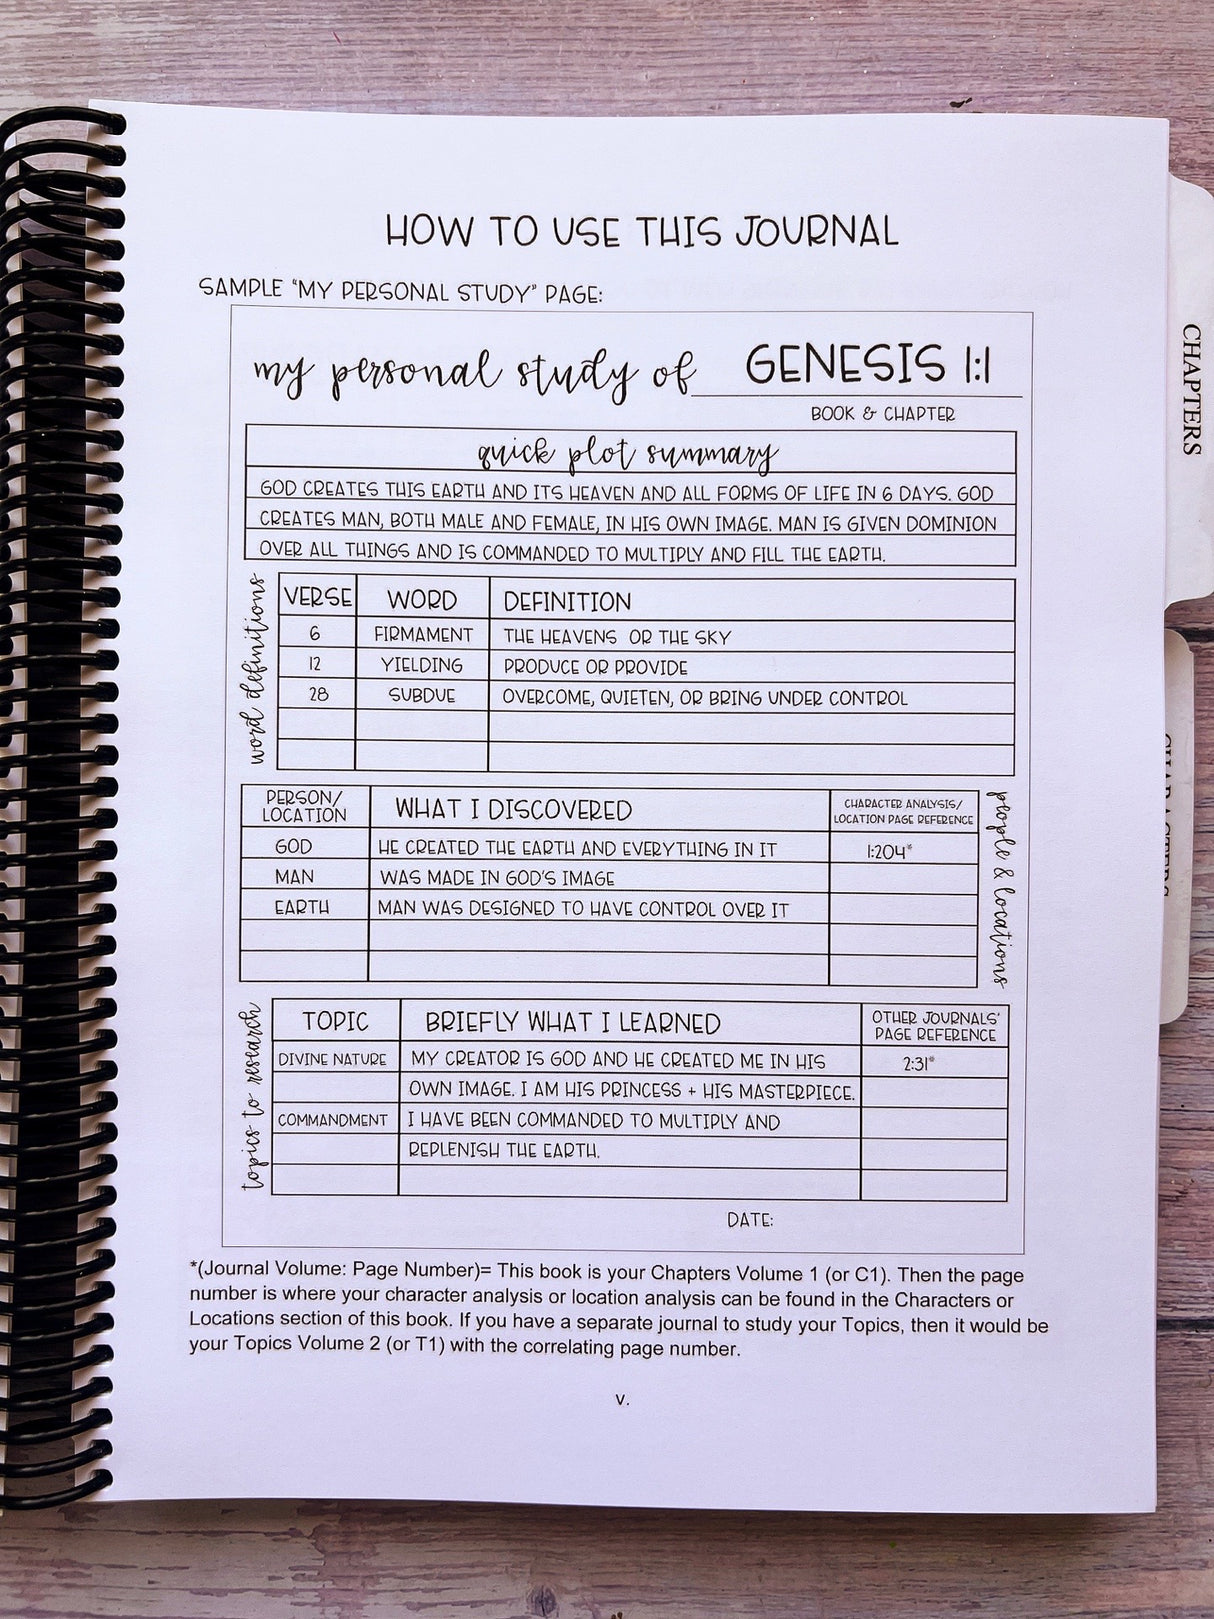 HOW TO USE THIS JOURNAL
SAMPLE "MY PERSONAL STUDY" PAGE:
my personal study of GENESIS 1:1
BOOK & CHAPTER
quick plot summary
GOD CREATES THIS EARTH AND ITS HEAVEN AND ALL FORMS OF LIFE IN 6 DAYS. GOD
CREATES MAN, BOTH MALE AND FEMALE, IN HIS OWN IMAGE. MAN IS GIVEN DOMINION
OVER ALL THINGS AND IS COMMANDED TO MULTIPLY AND FILL THE EARTH.
word definitions
VERSE WORD DEFINITION
6 FIRMAMENT THE HEAVENS OR THE SKY
12 YIELDING PRODUCE OR PROVIDE
28 SUBDUE OVERCOME, QUIETEN, OR BRING UNDER CONTROL
PERSON/
LOCATION
WHAT I DISCOVERED
CHARACTER ANALYSIS/
LOCATION PAGE REFERENCE
GOD HE CREATED THE EARTH AND EVERYTHING IN IT 1:204*
MAN WAS MADE IN GOD'S IMAGE
EARTH MAN WAS DESIGNED TO HAVE CONTROL OVER IT
people & locations
topics to research
TOPIC BRIEFLY WHAT I LEARNED
OTHER JOURNALS'
PAGE REFERENCE
DIVINE NATURE MY CREATOR IS GOD AND HE CREATED ME IN HIS 2:31*
OWN IMAGE. I AM HIS PRINCESS + HIS MASTERPIECE.
COMMANDMENT I HAVE BEEN COMMANDED TO MULTIPLY AND
REPLENISH THE EARTH.
DATE:
*(Journal Volume: Page Number)= This book is your Chapters Volume 1 (or C1). Then the page
number is where your character analysis or location analysis can be found in the Characters or
Locations section of this book. If you have a separate journal to study your Topics, then it would be
your Topics Volume 2 (or T1) with the correlating page number.
v.
CHAPTERS